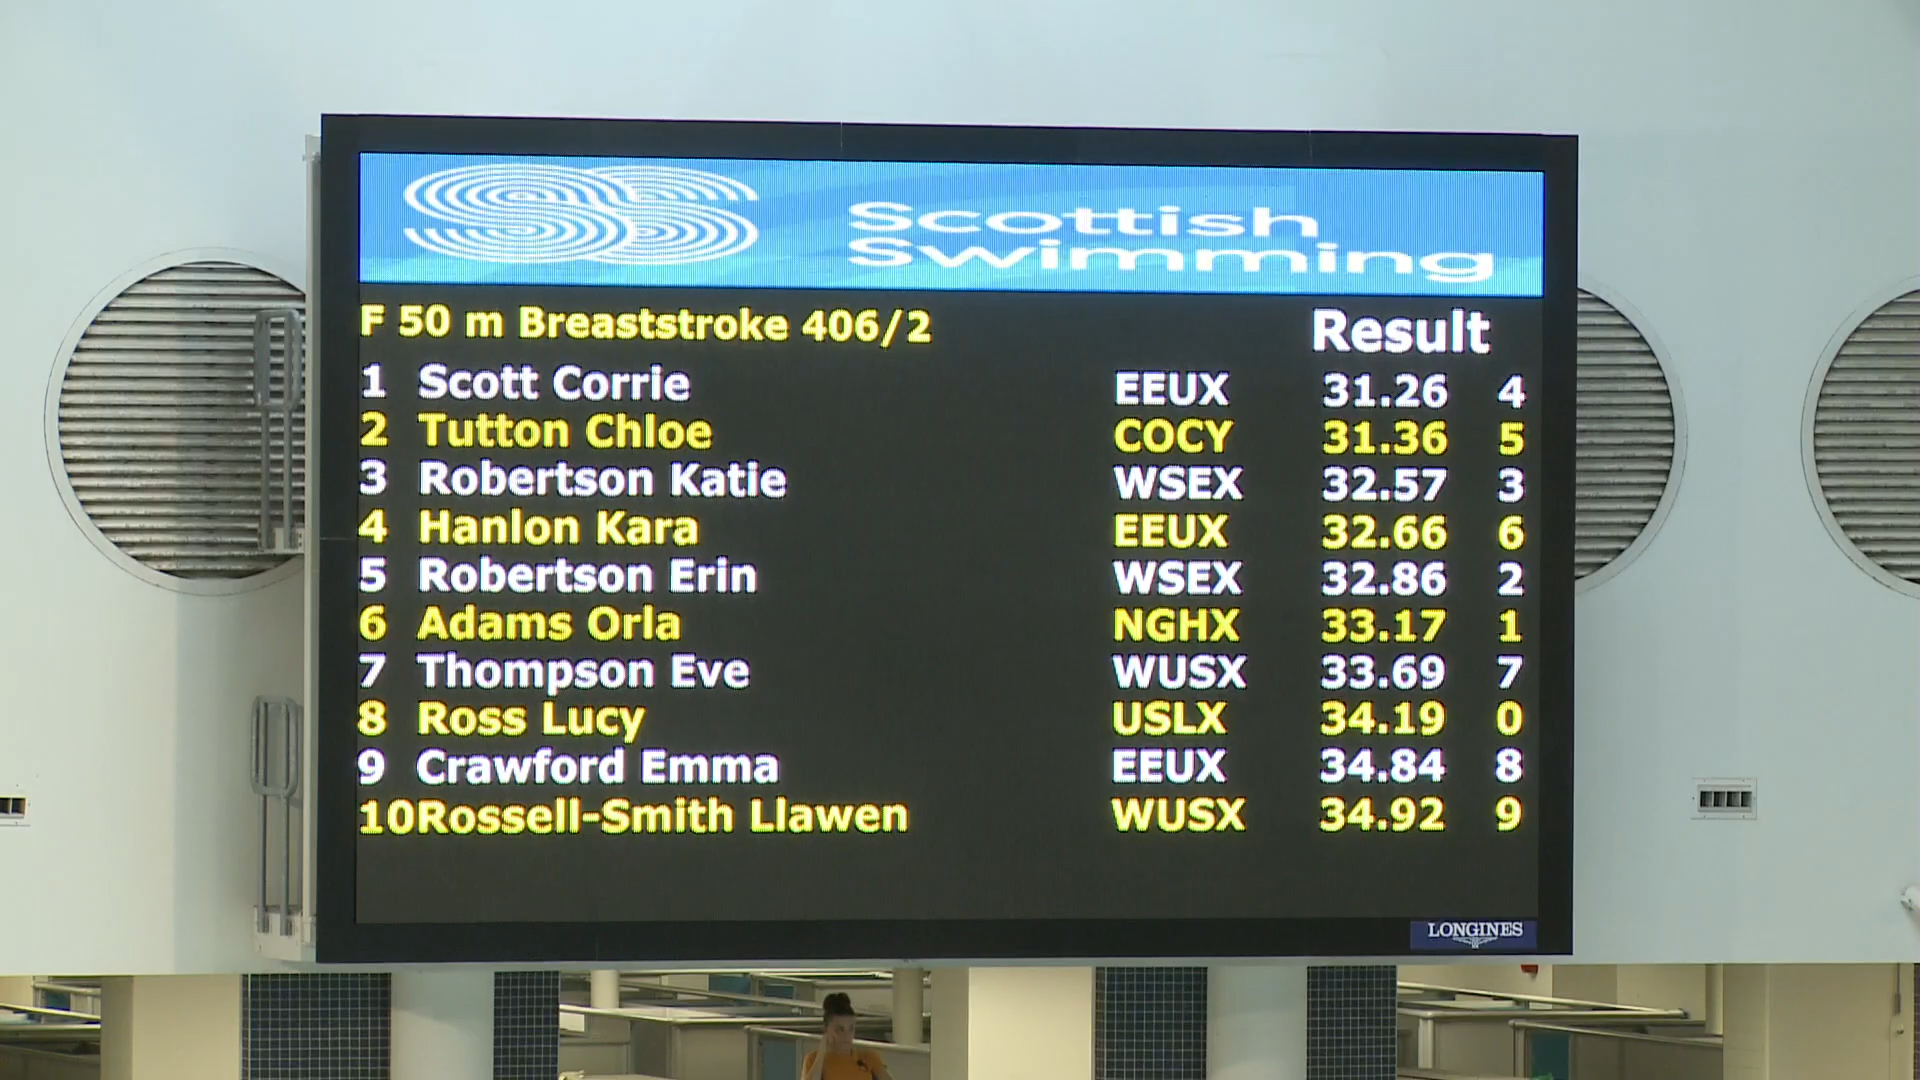 Scottish
Swimming
F 50 m Breaststroke 406/2 Result
1 Scott Corrie EEUX 31.26 4
2 Tutton Chloe COCY 31.36 5
3 Robertson Katie WSEX 32.57 3
4 Hanlon Kara EEUX 32.66 6
5 Robertson Erin WSEX 32.86 2
6 Adams Orla NGHX 33.17 1
7 Thompson Eve WUSX 33.69 7
8 Ross Lucy USLX 34.19 0
9 Crawford Emma EEUX 34.84 8
10Rossell-Smith Llawen WUSX 34.92 9
LONGINES